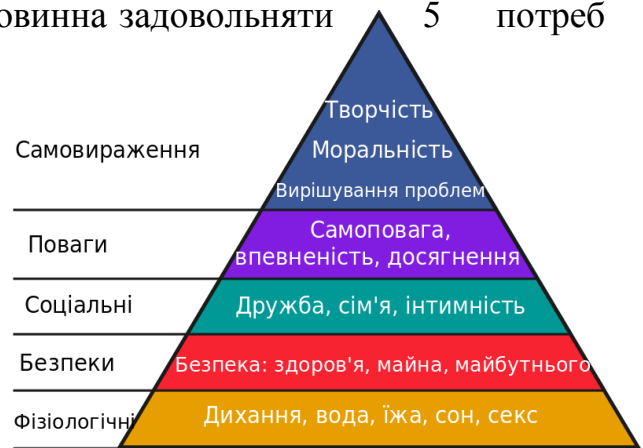 задовольняти 5 потреб
Творчість
Самовираження
Моральність
Вирішування проблем
Поваги
Самоповага,
впевненість, досягнення
Соціальні
Дружба, сім'я, інтимність
Безпеки
Безпека: здоров'я, майна, майбутнього
Фізіологічні
Дихання, вода, їжа, сон, секс